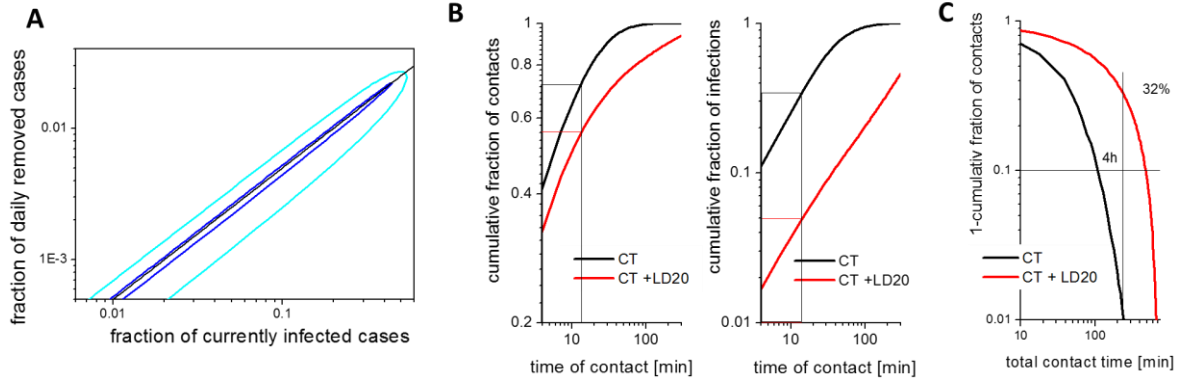 A
fraction of daily removed cases
0.01
1E-3
0.01
0.1
fraction of currently infected cases
B
cumulative fraction of contacts
1
0.8
0.6
0.4
0.2
CT
CT +LD20
10
100
time of contact [min]
cumulative fraction of infections
1
0.1
0.01
CT
CT +LD20
10
100
time of contact [min]
C
1-cumulativ fration of contacts
1
0.1
0.01
32%
4h
CT
CT + LD20
10
100
total contact time [min]